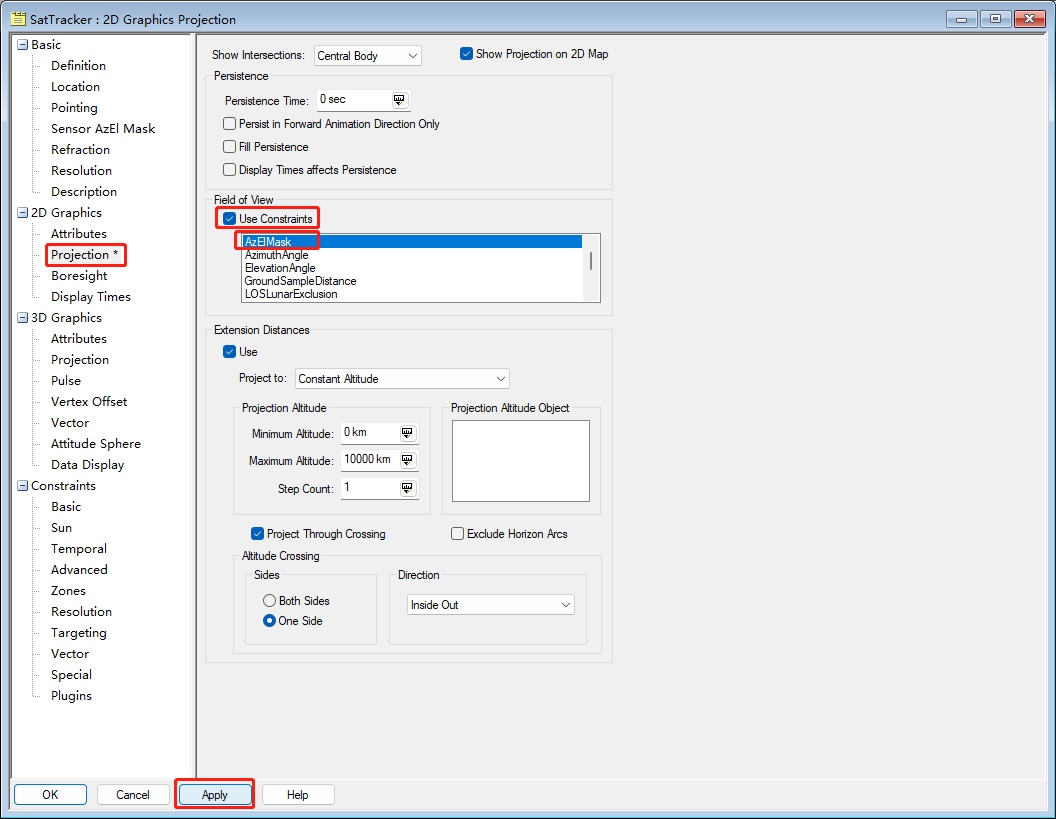 SatTracker : 2D Graphics Projection
Basic
Definition
Location
Pointing
Sensor AzEl Mask
Refraction
Resolution
Description
2D Graphics
Attributes
Projection *
Boresight
Display Times
3D Graphics
Attributes
Projection
Pulse
Vertex Offset
Vector
Attitude Sphere
Data Display
Constraints
Basic
Sun
Temporal
Advanced
Zones
Resolution
Targeting
Vector
Special
Plugins
Show Intersections: Central Body
Show Projection on 2D Map
Persistence
Persistence Time: 0 sec
Persist in Forward Animation Direction Only
Fill Persistence
Display Times affects Persistence
Field of View
Use Constraints
AzElMask
AzimuthAngle
ElevationAngle
GroundSampleDistance
LOSLunarExclusion
Extension Distances
Use
Project to: Constant Altitude
Projection Altitude
Minimum Altitude: 0 km
Maximum Altitude: 10000 km
Step Count: 1
Projection Altitude Object
Project Through Crossing
Exclude Horizon Arcs
Altitude Crossing
Sides
Both Sides
One Side
Direction
Inside Out
OK Cancel Apply Help